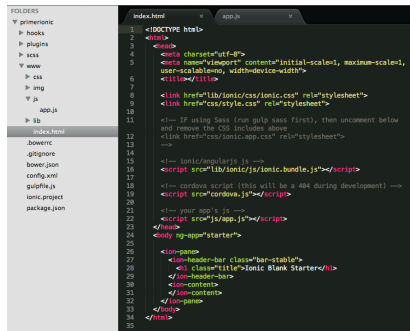 FOLDERS
primerionic
hooks
plugins
scss
www
css
img
js
app.js
lib
index.html
.bowerrc
.gitignore
bower.json
config.xml
gulpfile.js
ionic.project
package.json
index.html × app.js ×
1 <!DOCTYPE html>
2 <html>
3 <head>
4 <meta charset="utf-8">
5 <meta name="viewport" content="initial-scale=1, maximum-scale=1,
user-scalable=no, width=device-width">
6 <title></title>
7
8 <link href="lib/ionic/css/ionic.css" rel="stylesheet">
9 <link href="css/style.css" rel="stylesheet">
10
11 <!-- IF using Sass (run gulp sass first), then uncomment below
and remove the CSS includes above
12 <link href="css/ionic.app.css" rel="stylesheet">
13 -->
14
15 <!-- ionic/angularjs js -->
16 <script src="lib/ionic/js/ionic.bundle.js"></script>
17
18 <!-- cordova script (this will be a 404 during development) -->
19 <script src="cordova.js"></script>
20
21 <!-- your app's js -->
22 <script src="js/app.js"></script>
23 </head>
24 <body ng-app="starter">
25
26 <ion-pane>
27 <ion-header-bar class="bar-stable">
28 <h1 class="title">Ionic Blank Starter</h1>
29 </ion-header-bar>
30 <ion-content>
31 </ion-content>
32 </ion-pane>
33 </body>
34 </html>
35